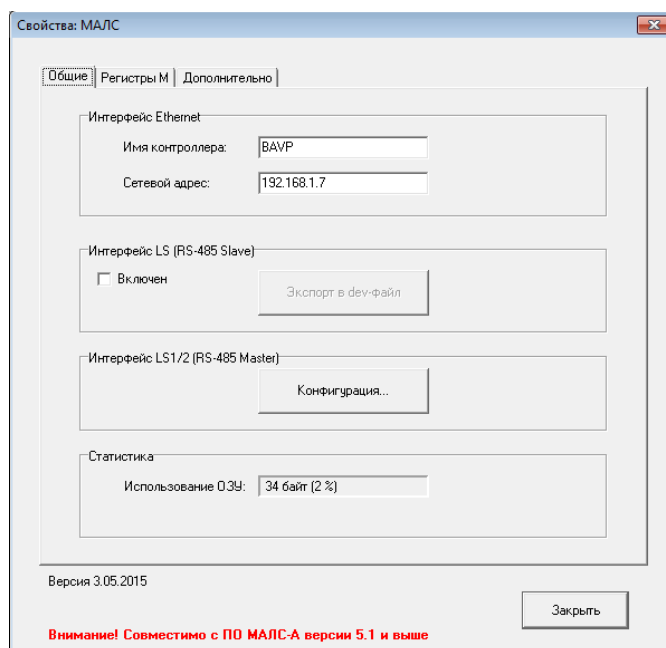 Свойства: МАЛС
Общие Регистры М Дополнительно
Интерфейс Ethernet
Имя контроллера: BAVP
Сетевой адрес: 192.168.1.7
Интерфейс LS (RS-485 Slave)
Включен Экспорт в dev-файл
Интерфейс LS1/2 (RS-485 Master)
Конфигурация...
Статистика
Использование ОЗУ: 34 байт (2 %)
Версия 3.05.2015
Закрыть
Внимание! Совместимо с ПО МАЛС-А версии 5.1 и выше